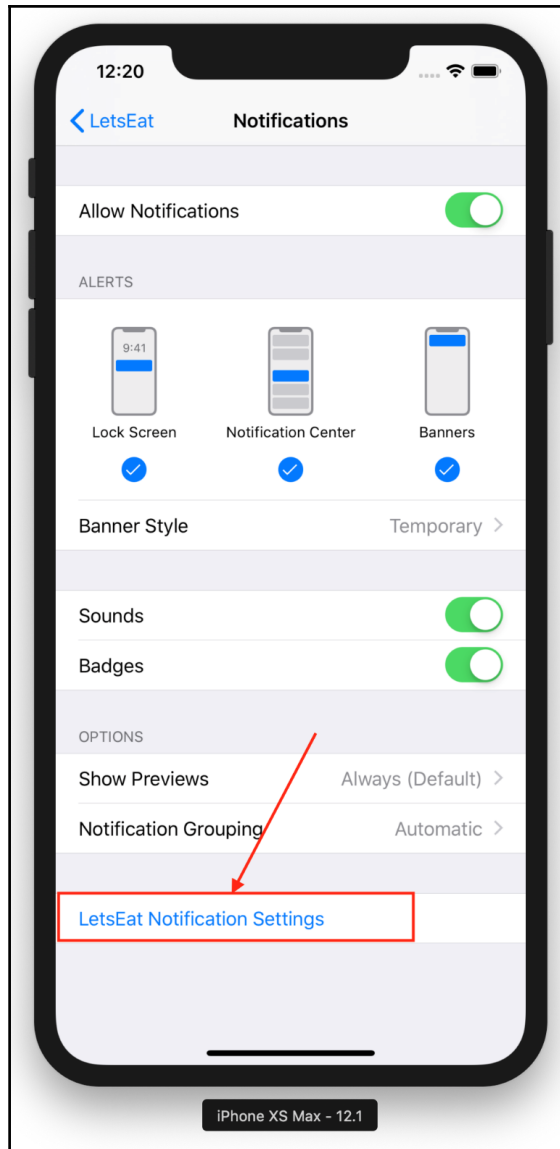 12:20
LetsEat Notifications
Allow Notifications
ALERTS
9:41
Lock Screen Notification Center Banners
Banner Style Temporary
Sounds
Badges
OPTIONS
Show Previews Always (Default)
Notification Grouping Automatic
LetsEat Notification Settings
iPhone XS Max - 12.1